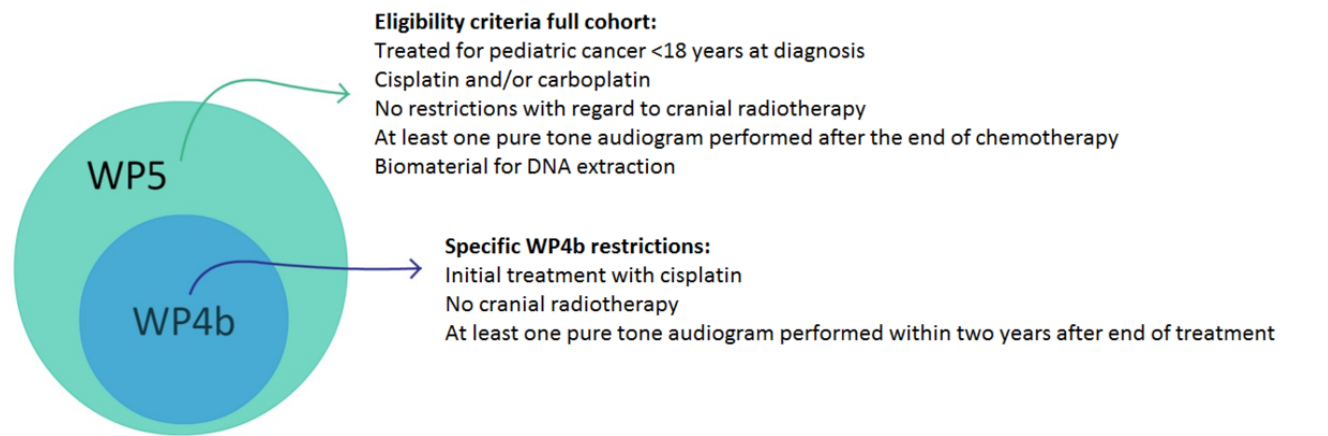 Eligibility criteria full cohort:
Treated for pediatric cancer <18 years at diagnosis
Cisplatin and/or carboplatin
No restrictions with regard to cranial radiotherapy
At least one pure tone audiogram performed after the end of chemotherapy
Biomaterial for DNA extraction
WP5
Specific WP4b restrictions:
Initial treatment with cisplatin
No cranial radiotherapy
At least one pure tone audiogram performed within two years after end of treatment
WP4b